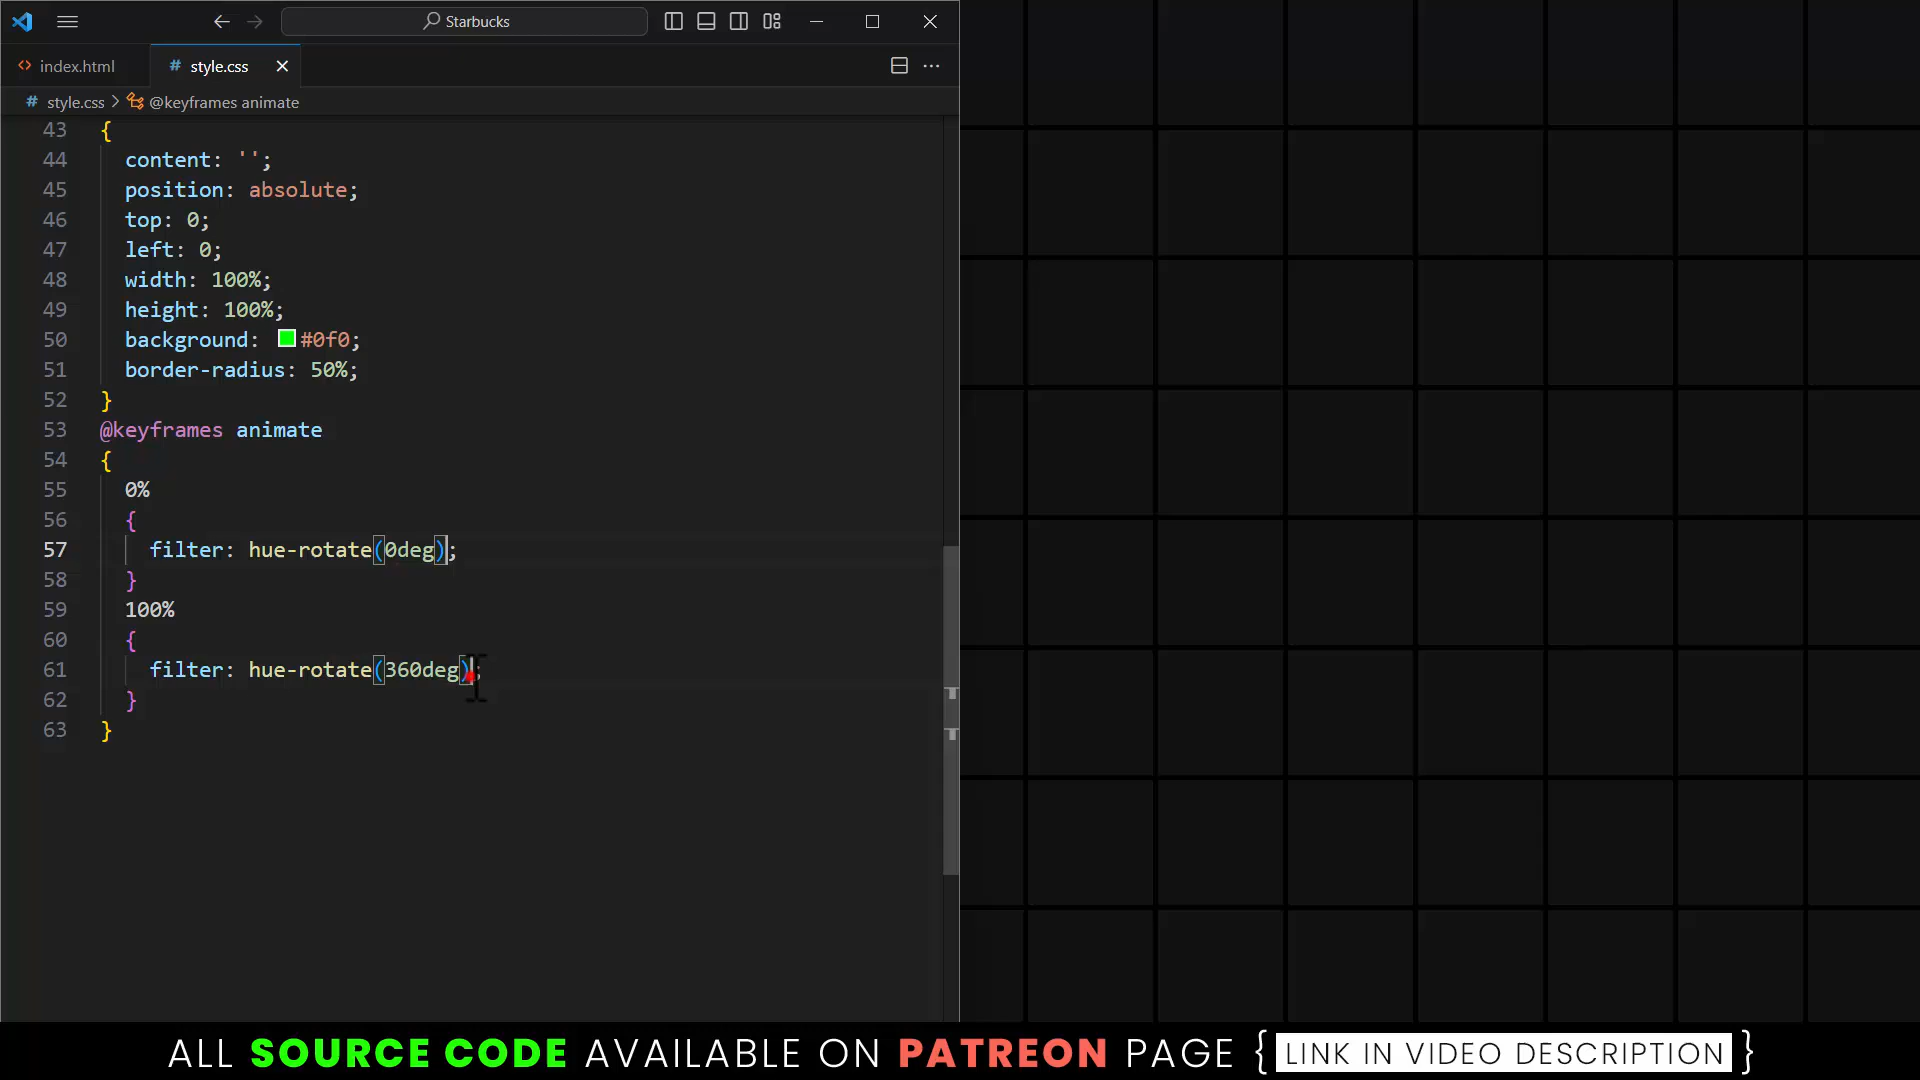 Starbucks
index.html
style.css
style.css > @keyframes animate
43 {
44 content: '';
45 position: absolute;
46 top: 0;
47 left: 0;
48 width: 100%;
49 height: 100%;
50 background: #0f0;
51 border-radius: 50%;
52 }
53 @keyframes animate
54 {
55 0%
56 {
57 filter: hue-rotate(0deg);
58 }
59 100%
60 {
61 filter: hue-rotate(360deg);
62 }
63 }
ALL SOURCE CODE AVAILABLE ON PATREON PAGE { LINK IN VIDEO DESCRIPTION }